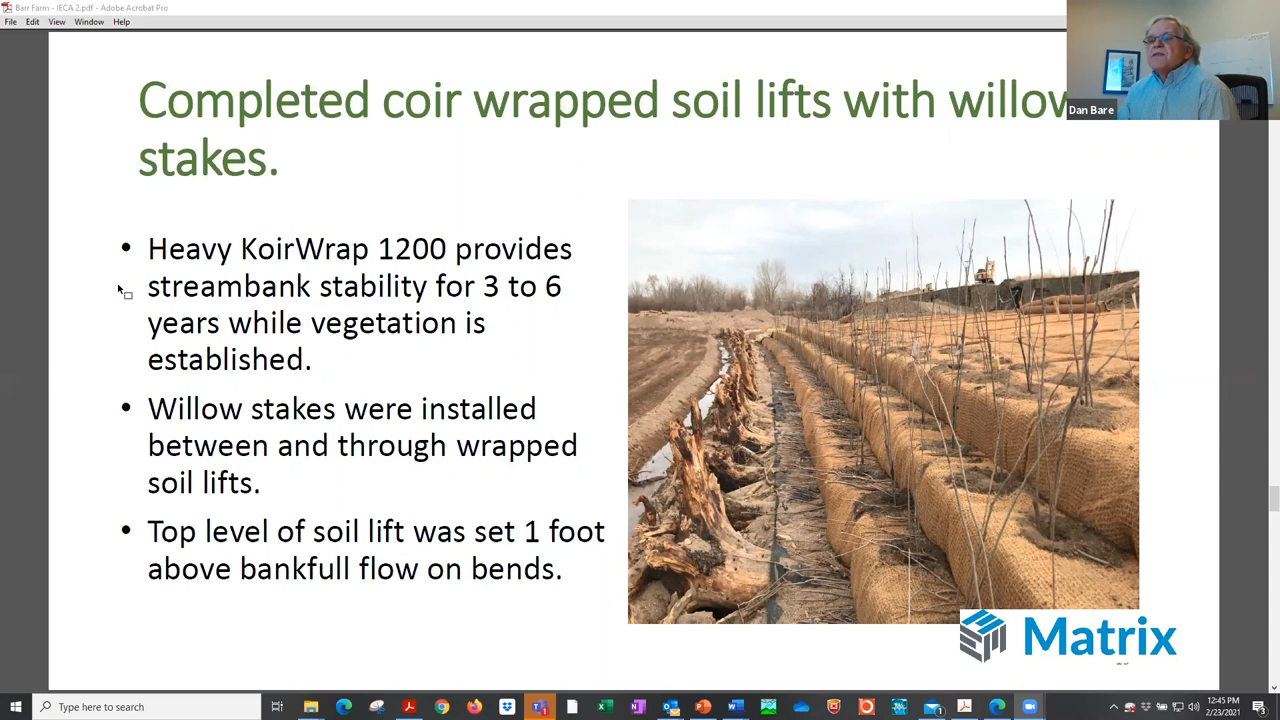 Barr Farm - IECA 2.pdf - Adobe Acrobat Pro
File Edit View Window Help
Completed coir wrapped soil lifts with willow
stakes.
Dan Bare
• Heavy KoirWrap 1200 provides
streambank stability for 3 to 6
years while vegetation is
established.
• Willow stakes were installed
between and through wrapped
soil lifts.
• Top level of soil lift was set 1 foot
above bankfull flow on bends.
Matrix
Type here to search
12:45 PM
2/23/2021